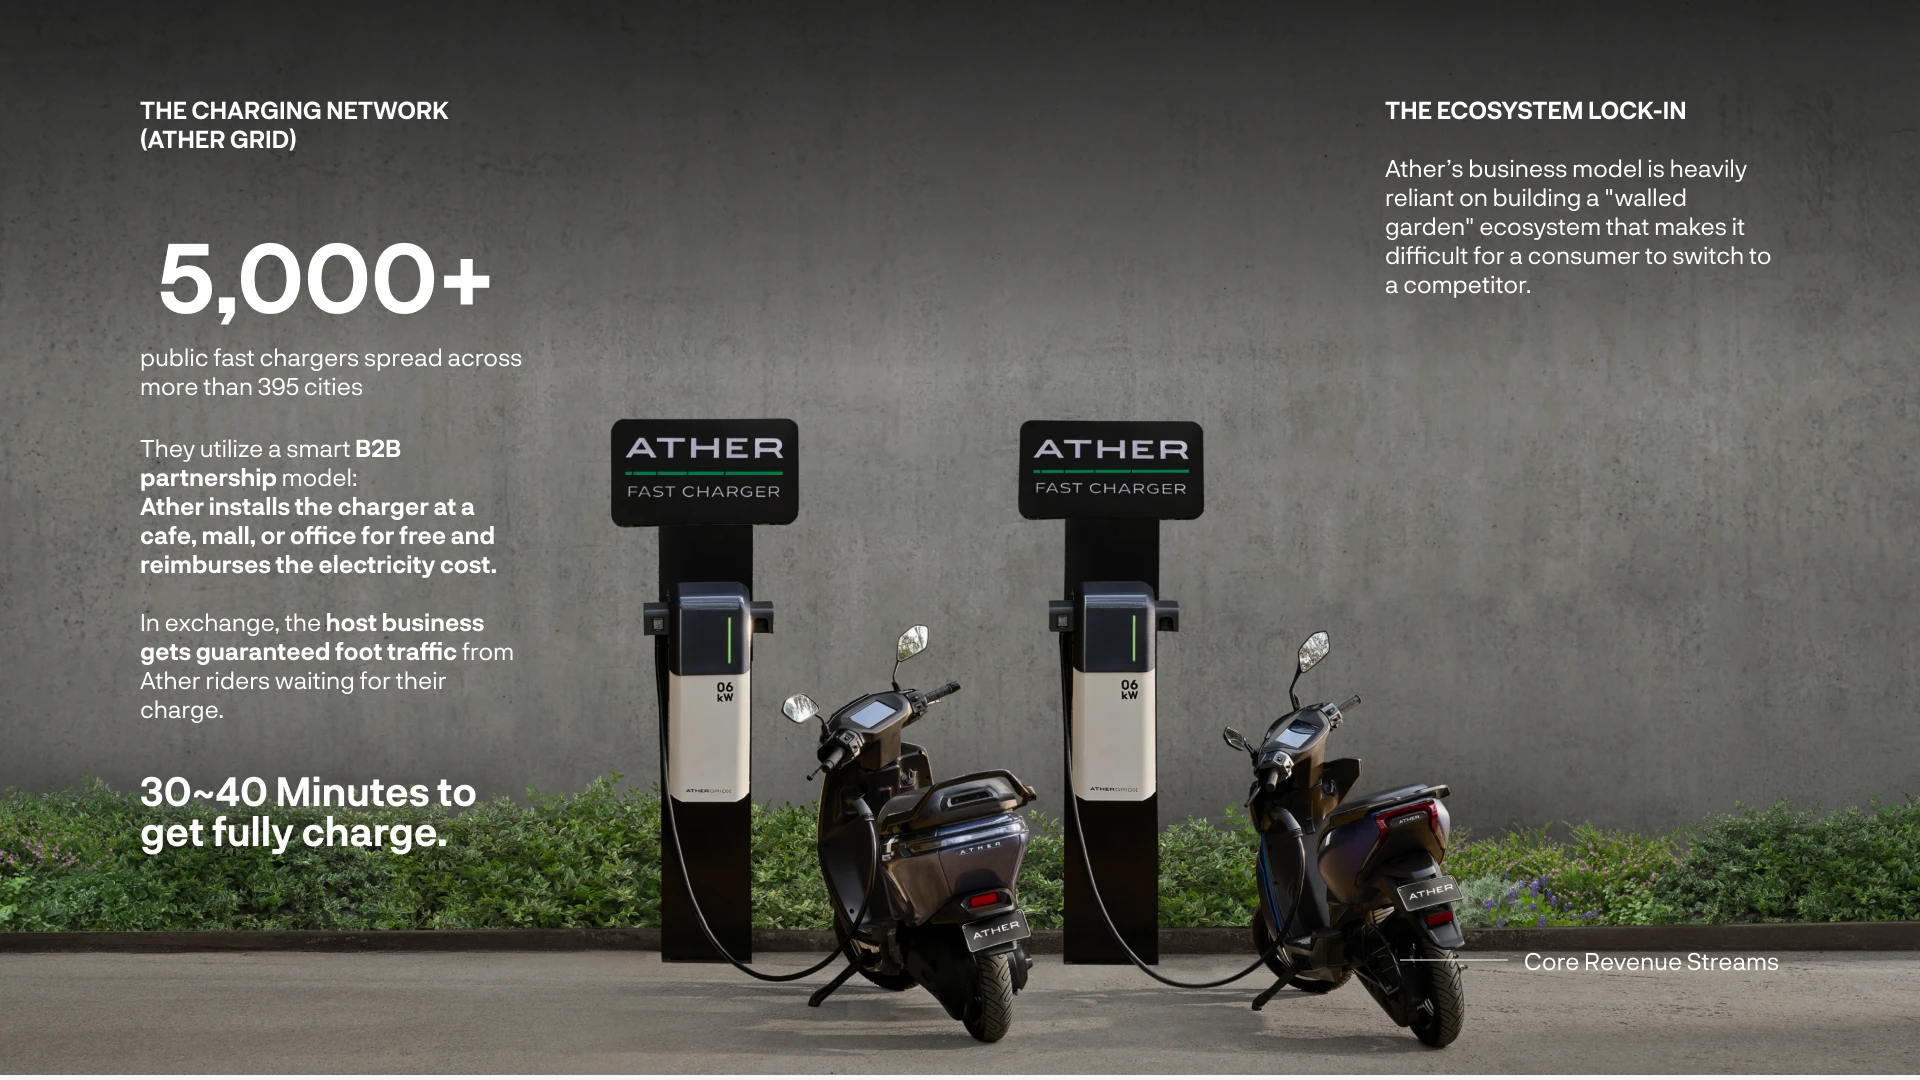 THE CHARGING NETWORK
(ATHER GRID)
5,000+
public fast chargers spread across
more than 395 cities
They utilize a smart B2B
partnership model:
Ather installs the charger at a
cafe, mall, or office for free and
reimburses the electricity cost.
In exchange, the host business
gets guaranteed foot traffic from
Ather riders waiting for their
charge.
30~40 Minutes to
get fully charge.
THE ECOSYSTEM LOCK-IN
Ather’s business model is heavily
reliant on building a "walled
garden" ecosystem that makes it
difficult for a consumer to switch to
a competitor.
ATHER
FAST CHARGER
06
kW
ATHERGRID
ATHER
FAST CHARGER
06
kW
ATHERGRID
ATHER
ATHER
ATHER
ATHER
Core Revenue Streams